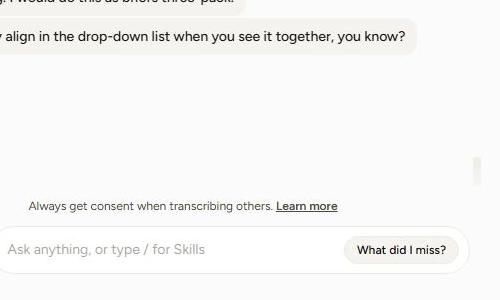 I would do this as briefs three-pack.
align in the drop-down list when you see it together, you know?
Always get consent when transcribing others. Learn more
Ask anything, or type / for Skills
What did I miss?